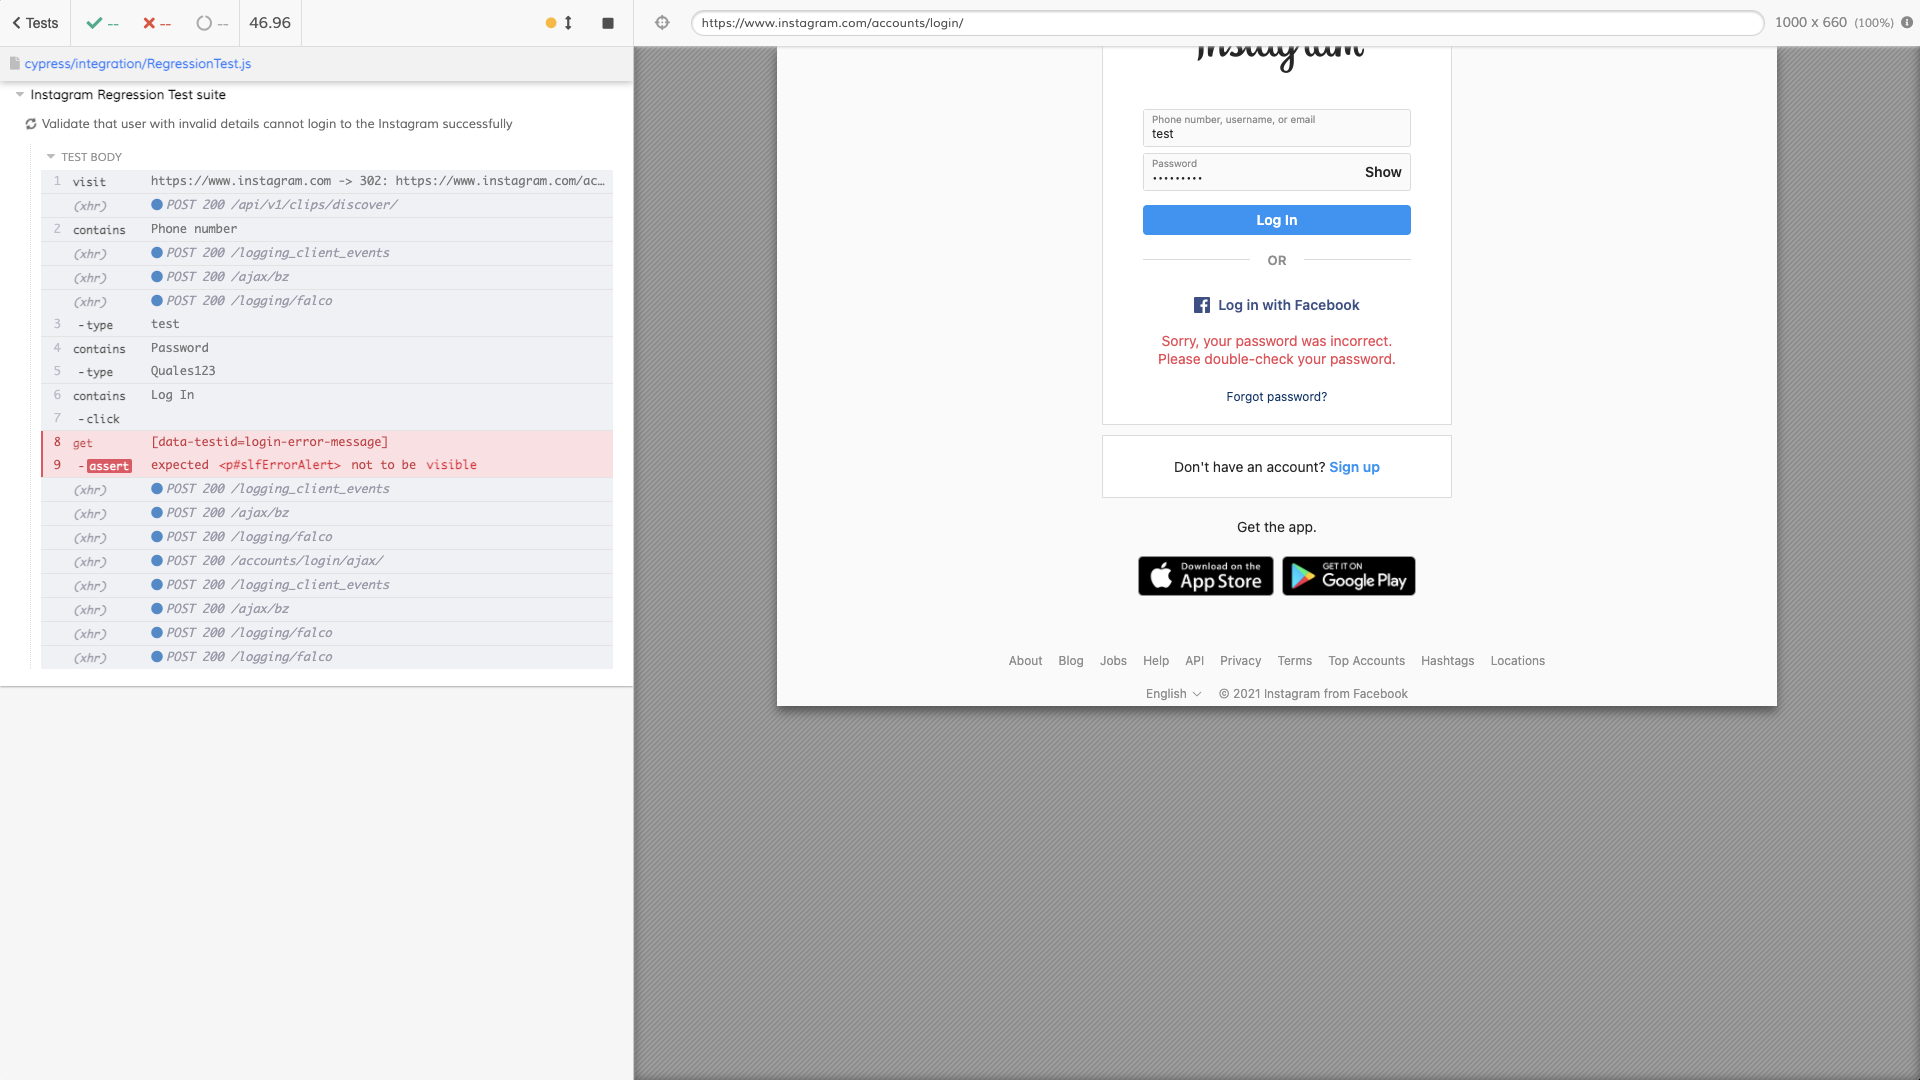 Tests
--
--
--
46.96
https://www.instagram.com/accounts/login/
1000 x 660 (100%)
cypress/integration/RegressionTest.js
Instagram Regression Test suite
Validate that user with invalid details cannot login to the Instagram successfully
TEST BODY
1 visit https://www.instagram.com -> 302: https://www.instagram.com/ac…
(xhr) POST 200 /api/v1/clips/discover/
2 contains Phone number
(xhr) POST 200 /logging_client_events
(xhr) POST 200 /ajax/bz
(xhr) POST 200 /logging/falco
3 -type test
4 contains Password
5 -type Quales123
6 contains Log In
7 -click
8 get [data-testid=login-error-message]
9 -assert expected <p#slfErrorAlert> not to be visible
(xhr) POST 200 /logging_client_events
(xhr) POST 200 /ajax/bz
(xhr) POST 200 /logging/falco
(xhr) POST 200 /accounts/login/ajax/
(xhr) POST 200 /logging_client_events
(xhr) POST 200 /ajax/bz
(xhr) POST 200 /logging/falco
(xhr) POST 200 /logging/falco
Instagram
Phone number, username, or email
test
Password
•••••••••
Show
Log In
OR
Log in with Facebook
Sorry, your password was incorrect.
Please double-check your password.
Forgot password?
Don't have an account? Sign up
Get the app.
Download on the
App Store
GET IT ON
Google Play
About Blog Jobs Help API Privacy Terms Top Accounts Hashtags Locations
English © 2021 Instagram from Facebook